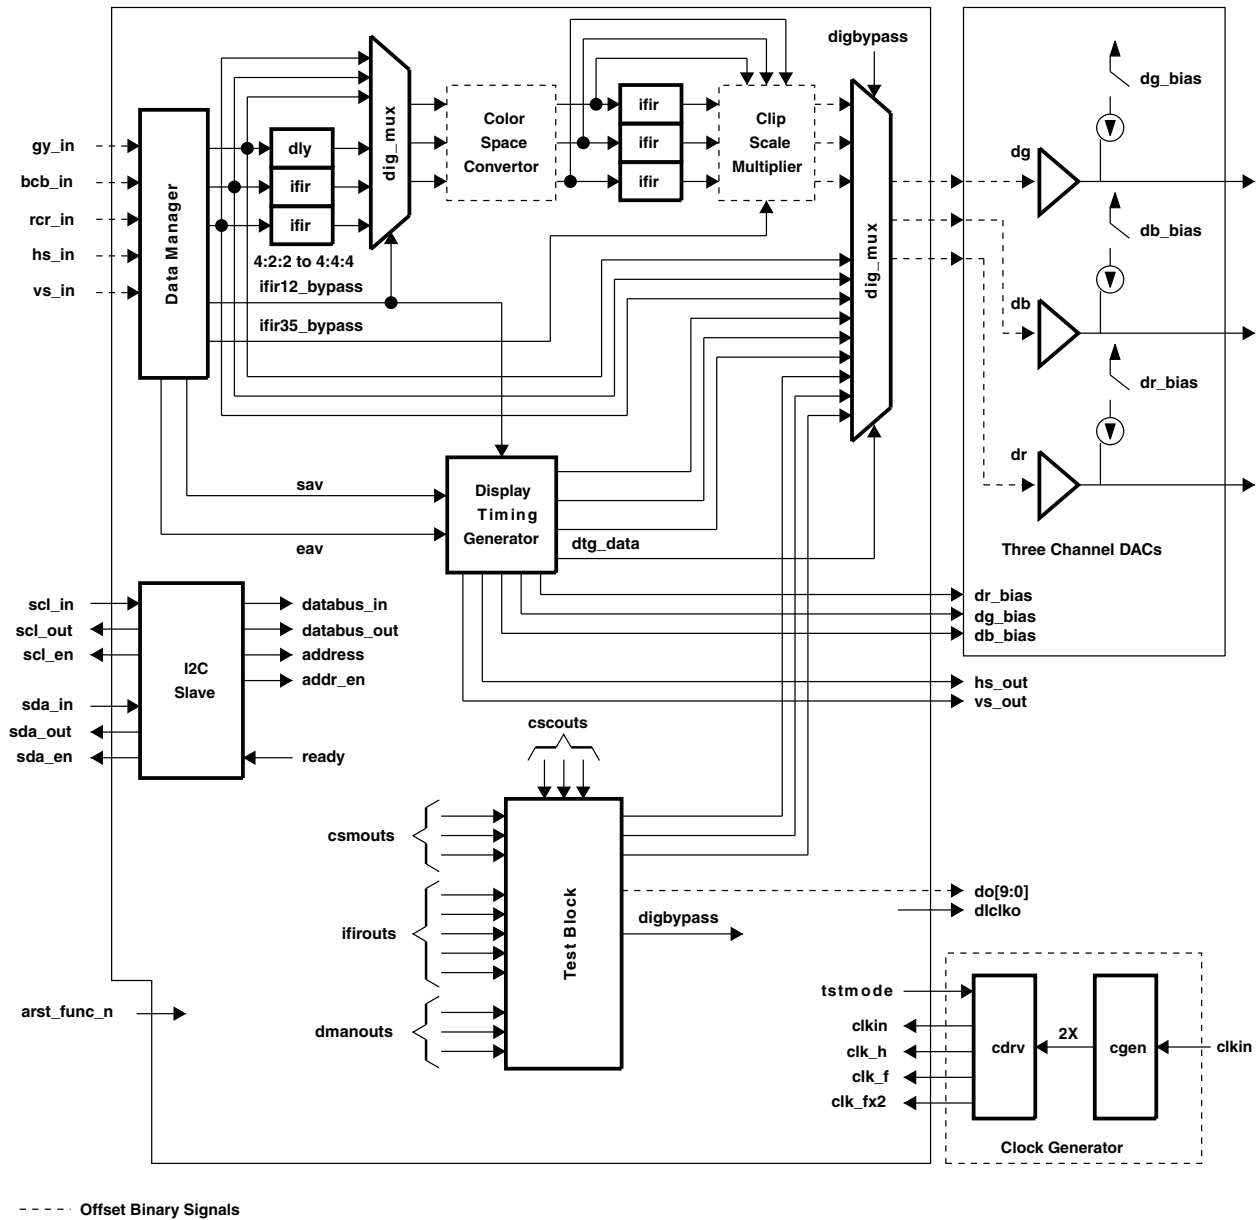 digbypass
dg_bias
gy_in
bcb_in
rcr_in
hs_in
vs_in
Data Manager
dly
ifir
ifir
4:2:2 to 4:4:4
ifir12_bypass
ifir35_bypass
dig_mux
Color
Space
Convertor
ifir
ifir
ifir
Clip
Scale
Multiplier
dig_mux
dg
db_bias
db
dr_bias
dr
Three Channel DACs
sav
eav
Display
Timing
Generator
dtg_data
dr_bias
dg_bias
db_bias
hs_out
vs_out
scl_in
scl_out
scl_en
sda_in
sda_out
sda_en
I2C
Slave
databus_in
databus_out
address
addr_en
ready
cscouts
csmouts
ifirouts
dmanouts
Test Block
digbypass
do[9:0]
dlclko
arst_func_n
tstmode
clkin
clk_h
clk_f
clk_fx2
cdrv
2X
cgen
clkin
Clock Generator
Offset Binary Signals